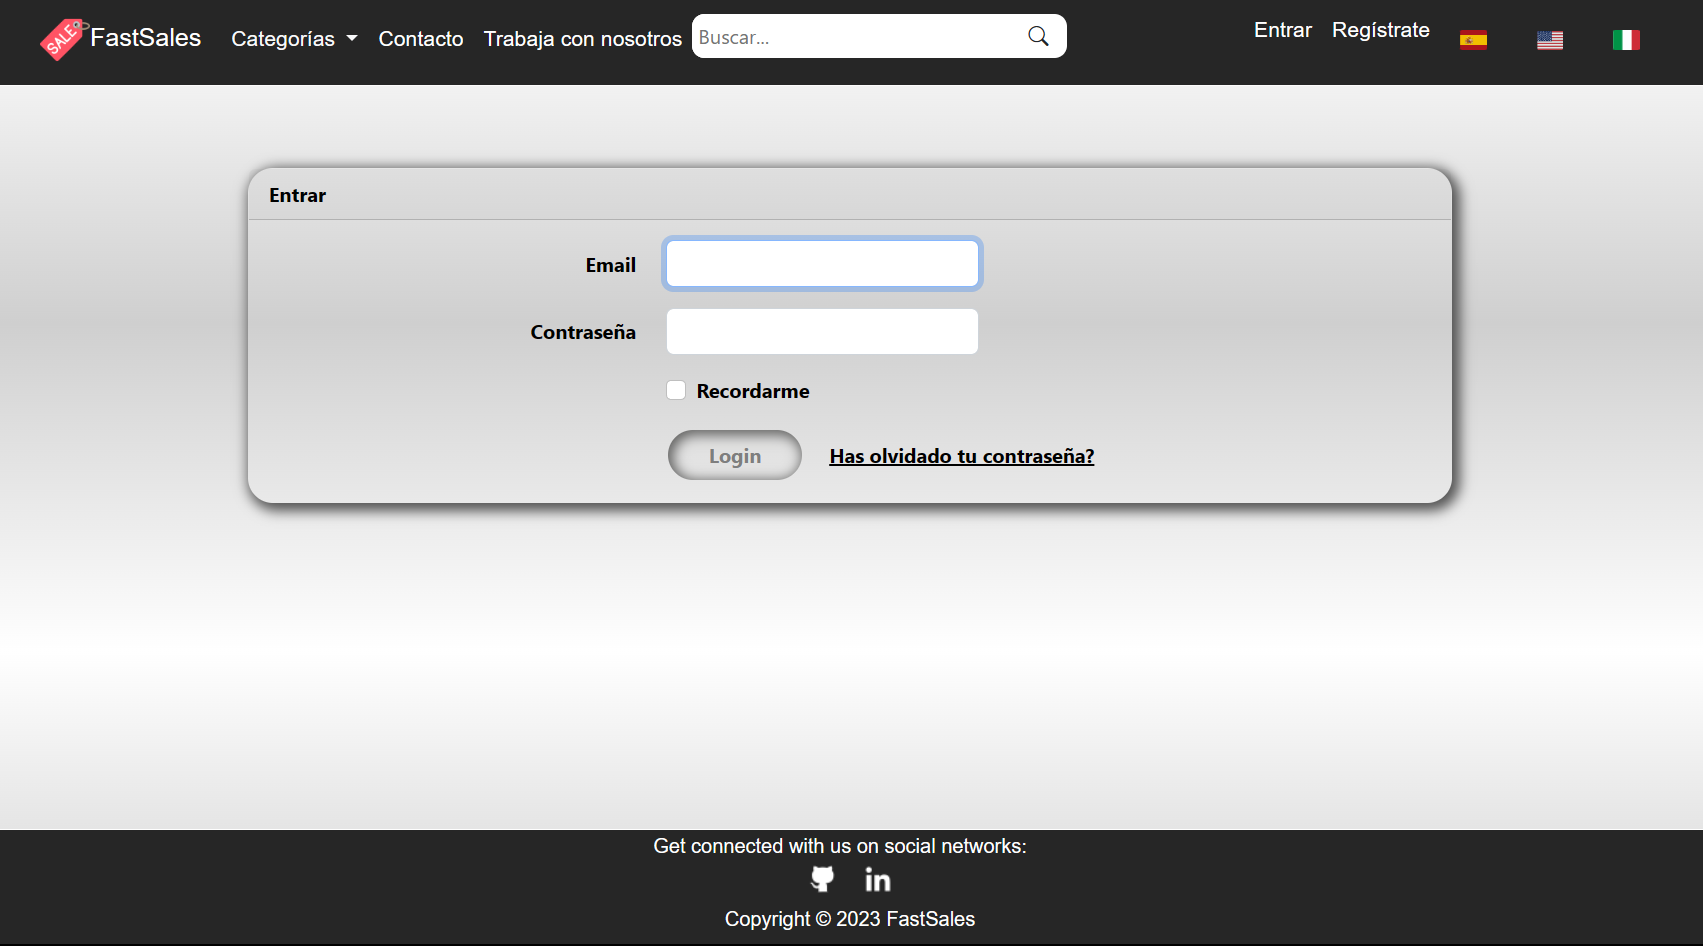 SALE
FastSales
Categorías
Contacto
Trabaja con nosotros
Buscar...
Entrar
Regístrate
Entrar
Email
Contraseña
Recordarme
Login
Has olvidado tu contraseña?
Get connected with us on social networks:
in
Copyright © 2023 FastSales